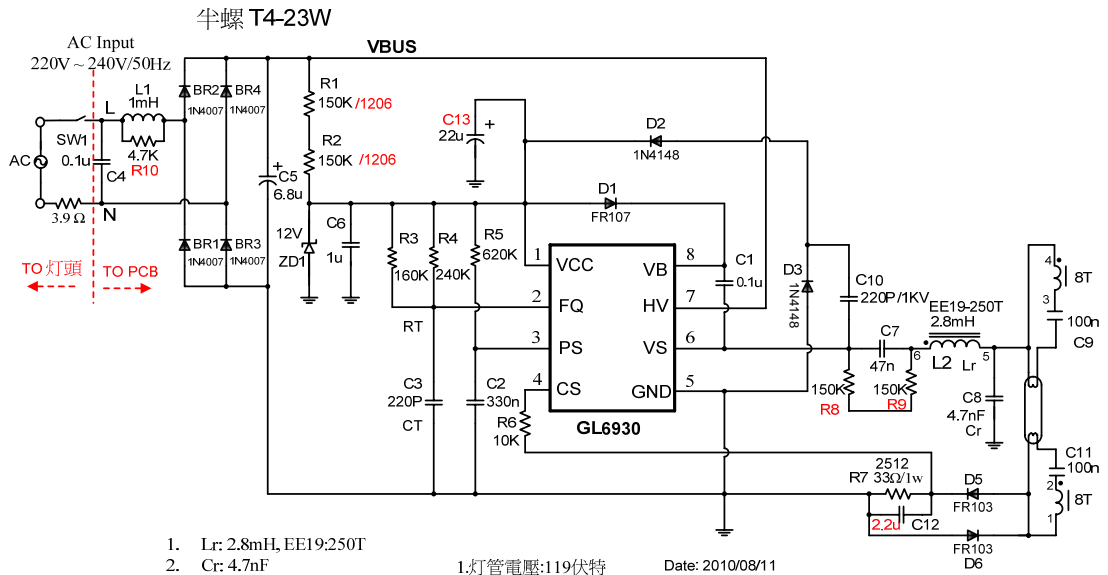 半螺 T4-23W
AC Input
220V ~ 240V/50Hz
VBUS
L1
1mH
L
BR2
1N4007
BR4
1N4007
SW1
0.1u
C4
4.7K
R10
AC
3.9 Ω
N
BR1
1N4007
BR3
1N4007
TO 灯頭
TO PCB
+
C5
6.8u
R1
150K /1206
R2
150K /1206
12V
ZD1
C6
1u
C13
+
22u
D2
1N4148
D1
FR107
R3
160K
R4
240K
R5
620K
RT
C3
220P
CT
C2
330n
R6
10K
1
VCC
2
FQ
3
PS
4
CS
8
VB
7
HV
6
VS
5
GND
GL6930
C1
0.1u
D3
1N4148
C10
220P/1KV
C7
47n
150K
R8
150K
R9
EE19-250T
2.8mH
6
L2
Lr
5
C8
4.7nF
Cr
4
8T
3
100n
C9
C11
100n
2
8T
1
2512
R7
33Ω/1w
2.2u
C12
D5
FR103
FR103
D6
1. Lr: 2.8mH, EE19:250T
2. Cr: 4.7nF
1.灯管電壓:119伏特
Date: 2010/08/11